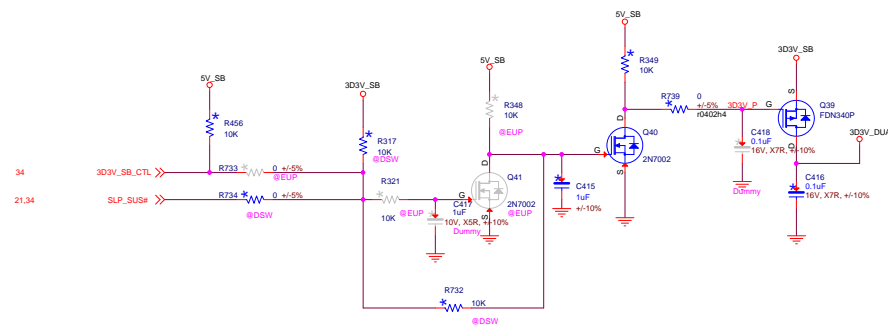 5V_SB
R349
10K
3D3V_SB
5V_SB
R348
10K
@EUP
R739
0
+/-5%
r0402h4
3D3V_P
G
S
D
Q39
FDN340P
3D3V_DUA
5V_SB
R456
10K
3D3V_SB
R317
10K
@DSW
D
G
S
Q40
2N7002
C418
0.1uF
16V, X7R, +/-10%
Dummy
C416
0.1uF
16V, X7R, +/-10%
34
3D3V_SB_CTL
R733
0 +/-5%
@EUP
21,34
SLP_SUS#
R734
0 +/-5%
@DSW
R321
10K
@EUP
C417
1uF
10V, X5R, +/-10%
Dummy
D
G
S
Q41
2N7002
@EUP
C415
1uF
+/-10%
R732
10K
@DSW